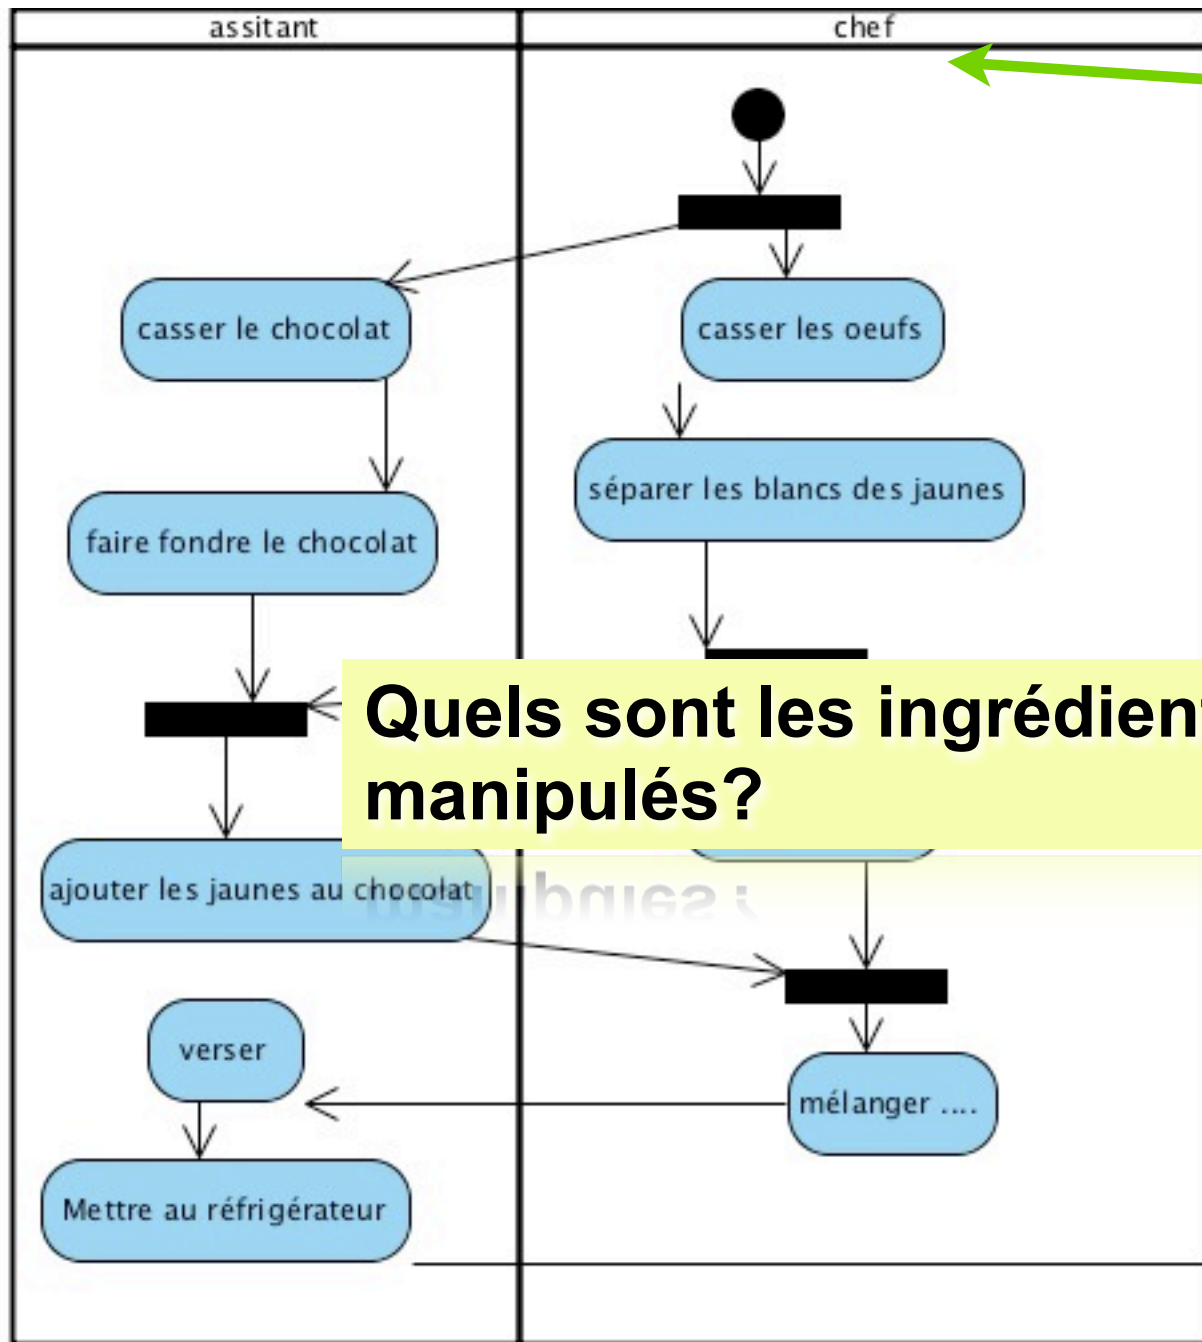 assitant
chef
casser le chocolat
casser les oeufs
séparer les blancs des jaunes
faire fondre le chocolat
Quels sont les ingrédient
manipulés?
ajouter les jaunes au chocolat
verser
mélanger ....
Mettre au réfrigérateur